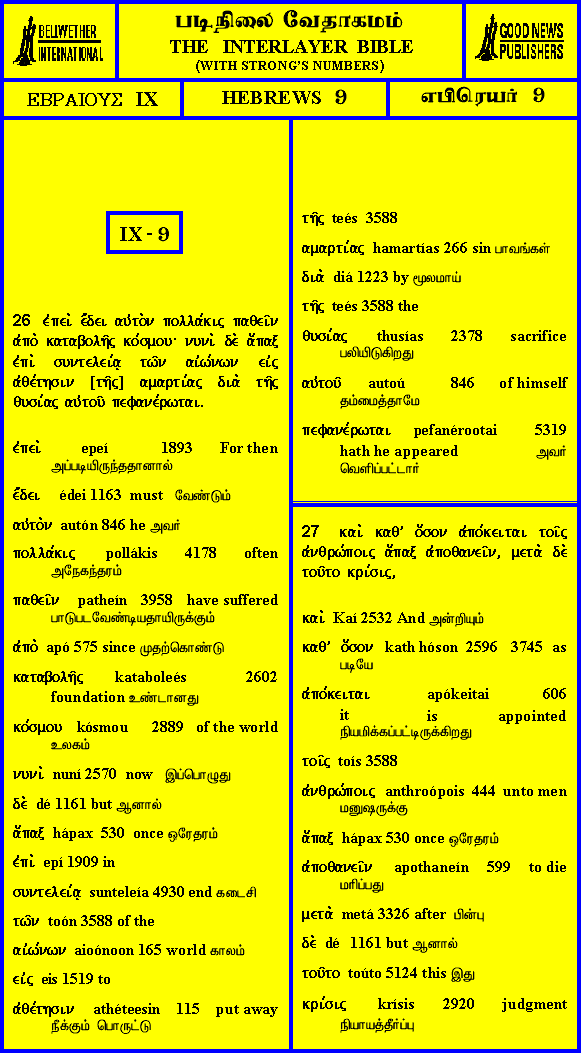 BELLWETHER
INTERNATIONAL
படிநிலை வேதாகமம்
THE INTERLAYER BIBLE
(WITH STRONG'S NUMBERS)
GOOD NEWS
PUBLISHERS
ΕΒΡΑΙΟΥΣ IX
HEBREWS 9
எபிரெயர் 9
IX - 9
26 ἐπεὶ ἔδει αὐτὸν πολλάκις παθεῖν
ἀπὸ καταβολῆς κόσμου· νυνὶ δὲ ἅπαξ
ἐπὶ συντελείᾳ τῶν αἰώνων εἰς
ἀθέτησιν [τῆς] αμαρτίας διὰ τῆς
θυσίας αὐτοῦ πεφανέρωται.
ἐπεὶ epeí 1893 For then
அப்படியிருந்ததானால்
ἔδει édei 1163 must வேண்டும்
αὐτὸν autón 846 he அவர்
πολλάκις pollákis 4178 often
அநேகந்தரம்
παθεῖν patheín 3958 have suffered
பாடுபடவேண்டியதாயிருக்கும்
ἀπὸ apó 575 since முதற்கொண்டு
καταβολῆς kataboleés 2602
foundation உண்டானது
κόσμου kósmou 2889 of the world
உலகம்
νυνὶ nuní 2570 now இப்பொழுது
δὲ dé 1161 but ஆனால்
ἅπαξ hápax 530 once ஒரேதரம்
ἐπὶ epí 1909 in
συντελείᾳ sunteleía 4930 end கடைசி
τῶν toón 3588 of the
αἰώνων aioónoon 165 world காலம்
εἰς eis 1519 to
ἀθέτησιν athéteesin 115 put away
நீக்கும் பொருட்டு
τῆς teés 3588
αμαρτίας hamartías 266 sin பாவங்கள்
διὰ diá 1223 by மூலமாய்
τῆς teés 3588 the
θυσίας thusías 2378 sacrifice
பலியிடுகிறது
αὐτοῦ autoú 846 of himself
தம்மைத்தாமே
πεφανέρωται pefanérootai 5319
hath he appeared அவர்
வெளிப்பட்டார்
27 καὶ καθ' ὅσον ἀπόκειται τοῖς
ἀνθρώποις ἅπαξ ἀποθανεῖν, μετὰ δὲ
τοῦτο κρίσις,
καὶ Kaí 2532 And அன்றியும்
καθ' ὅσον kath hóson 2596 3745 as
படியே
ἀπόκειται apókeitai 606
it is appointed
நியமிக்கப்பட்டிருக்கிறது
τοῖς toís 3588
ἀνθρώποις anthroópois 444 unto men
மனுஷருக்கு
ἅπαξ hápax 530 once ஒரேதரம்
ἀποθανεῖν apothaneín 599 to die
மரிப்பது
μετὰ metá 3326 after பின்பு
δὲ dé 1161 but ஆனால்
τοῦτο toúto 5124 this இது
κρίσις krísis 2920 judgment
நியாயத்தீர்ப்பு